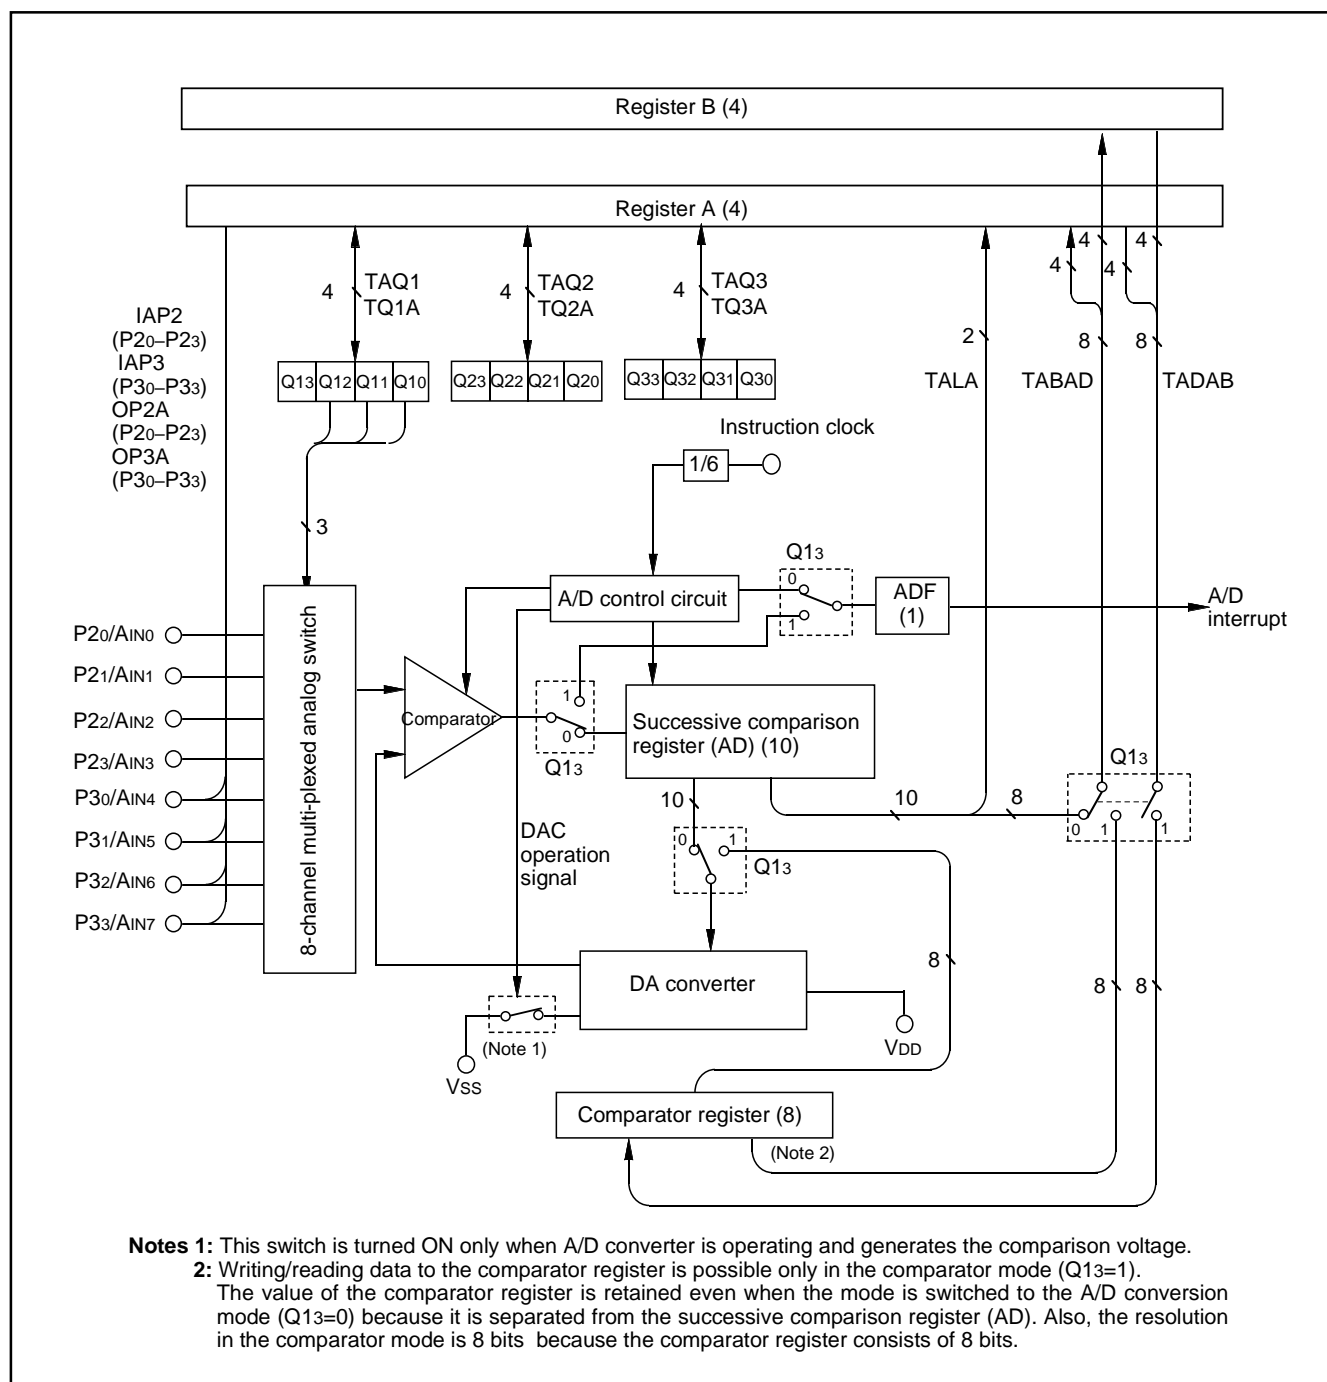 Register B (4)
Register A (4)
4
4
4
4
4 TAQ1
TQ1A
4 TAQ2
TQ2A
4 TAQ3
TQ3A
IAP2
(P20–P23)
IAP3
(P30–P33)
OP2A
(P20–P23)
OP3A
(P30–P33)
2
8
8
TALA
TABAD
TADAB
Q13 Q12 Q11 Q10
Q23 Q22 Q21 Q20
Q33 Q32 Q31 Q30
Instruction clock
1/6
3
Q13
0
1
A/D control circuit
ADF
(1)
A/D
interrupt
8-channel multi-plexed analog switch
P20/AIN0
P21/AIN1
P22/AIN2
P23/AIN3
P30/AIN4
P31/AIN5
P32/AIN6
P33/AIN7
Comparator
1
0
Q13
Successive comparison
register (AD) (10)
Q13
0
1
1
10
10
8
DAC
operation
signal
0
1
Q13
8
8
8
DA converter
(Note 1)
VSS
VDD
Comparator register (8)
(Note 2)
Notes 1: This switch is turned ON only when A/D converter is operating and generates the comparison voltage.
2: Writing/reading data to the comparator register is possible only in the comparator mode (Q13=1).
The value of the comparator register is retained even when the mode is switched to the A/D conversion
mode (Q13=0) because it is separated from the successive comparison register (AD). Also, the resolution
in the comparator mode is 8 bits because the comparator register consists of 8 bits.